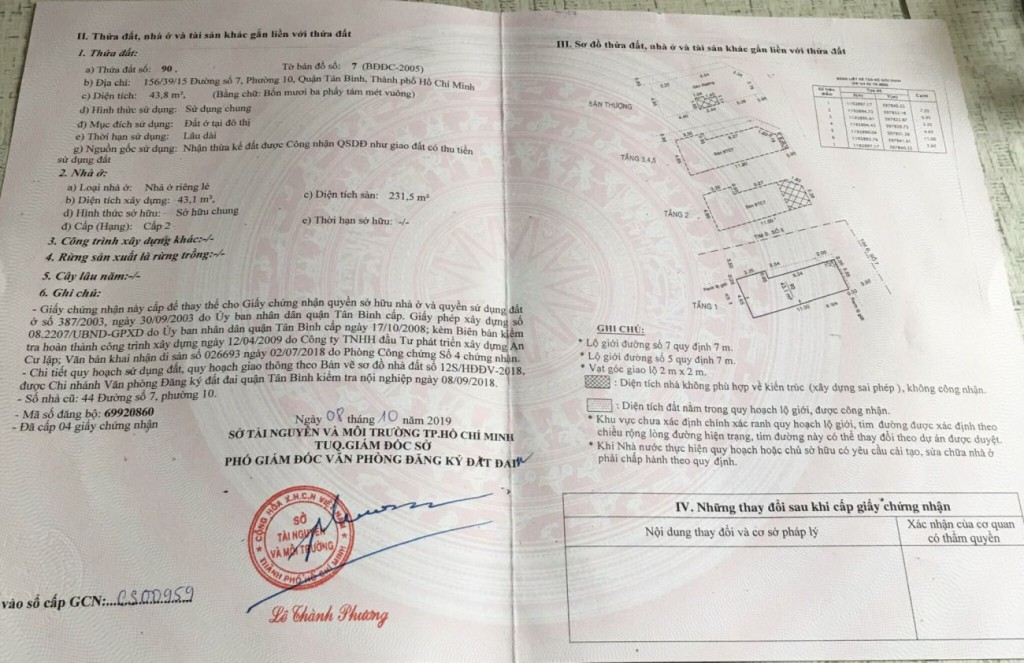 II. Thửa đất, nhà ở và tài sản khác gắn liền với thửa đất
1. Thửa đất:
a) Thửa đất số: 90 , Tờ bản đồ số: 7 (BĐĐC-2005)
b) Địa chỉ: 156/39/15 Đường số 7, Phường 10, Quận Tân Bình, Thành phố Hồ Chí Minh
c) Diện tích: 43,8 m², (Bằng chữ: Bốn mươi ba phẩy tám mét vuông)
d) Hình thức sử dụng: Sử dụng chung
đ) Mục đích sử dụng: Đất ở tại đô thị
e) Thời hạn sử dụng: Lâu dài
g) Nguồn gốc sử dụng: Nhận thừa kế đất được Công nhận QSDĐ như giao đất có thu tiền
sử dụng đất
2. Nhà ở:
a) Loại nhà ở: Nhà ở riêng lẻ
b) Diện tích xây dựng: 43,1 m², c) Diện tích sàn: 231,5 m²
d) Hình thức sở hữu: Sở hữu chung
đ) Cấp (Hạng): Cấp 2 e) Thời hạn sở hữu: -/-
3. Công trình xây dựng khác:-/-
4. Rừng sản xuất là rừng trồng:-/-
5. Cây lâu năm:-/-
6. Ghi chú:
- Giấy chứng nhận này cấp để thay thế cho Giấy chứng nhận quyền sở hữu nhà ở và quyền sử dụng đất
ở số 387/2003, ngày 30/09/2003 do Ủy ban nhân dân quận Tân Bình cấp. Giấy phép xây dựng số
08.2207/UBND-GPXD do Ủy ban nhân dân quận Tân Bình cấp ngày 17/10/2008; kèm Biên bản kiểm
tra hoàn thành công trình xây dựng ngày 12/04/2009 do Công ty TNHH đầu Tư phát triển xây dựng An
Cư lập; Văn bản khai nhận di sản số 026693 ngày 02/07/2018 do Phòng Công chứng Số 4 chứng nhận.
- Chi tiết quy hoạch sử dụng đất, quy hoạch giao thông theo Bản vẽ sơ đồ nhà đất số 12S/HĐĐV-2018,
được Chi nhánh Văn phòng Đăng ký đất đai quận Tân Bình kiểm tra nội nghiệp ngày 08/09/2018.
- Số nhà cũ: 44 Đường số 7, phường 10.
- Mã số đăng bộ: 69920860
- Đã cấp 04 giấy chứng nhận
Ngày 08 tháng 10 năm 2019
SỞ TÀI NGUYÊN VÀ MÔI TRƯỜNG TP.HỒ CHÍ MINH
TUQ.GIÁM ĐỐC SỞ
PHÓ GIÁM ĐỐC VĂN PHÒNG ĐĂNG KÝ ĐẤT ĐAI
CỘNG HÒA X.H.C.N VIỆT NAM
SỞ
TÀI NGUYÊN
VÀ MÔI TRƯỜNG
THÀNH PHỐ HỒ CHÍ MINH
Lê Thành Phương
vào sổ cấp GCN:
III. Sơ đồ thửa đất, nhà ở và tài sản khác gắn liền với thửa đất
SÂN THƯỢNG
TẦNG 3,4,5
TẦNG 2
TIM Đ. SỐ 5
TIM Đ. SỐ 7
TẦNG 1
GHI CHÚ:
* Lộ giới đường số 7 quy định 7 m.
* Lộ giới đường số 5 quy định 7 m.
* Vạt góc giao lộ 2 m x 2 m.
: Diện tích nhà không phù hợp về kiến trúc (xây dựng sai phép ), không công nhận.
: Diện tích đất nằm trong quy hoạch lộ giới, được công nhận.
* Khu vực chưa xác định chính xác ranh quy hoạch lộ giới, tim đường được xác định theo
chiều rộng lòng đường hiện trạng, tim đường này có thể thay đổi theo dự án được duyệt.
* Khi Nhà nước thực hiện quy hoạch hoặc chủ sở hữu có yêu cầu cải tạo, sửa chữa nhà ở
phải chấp hành theo quy định.
IV. Những thay đổi sau khi cấp giấy chứng nhận
Nội dung thay đổi và cơ sở pháp lý
Xác nhận của cơ quan
có thẩm quyền